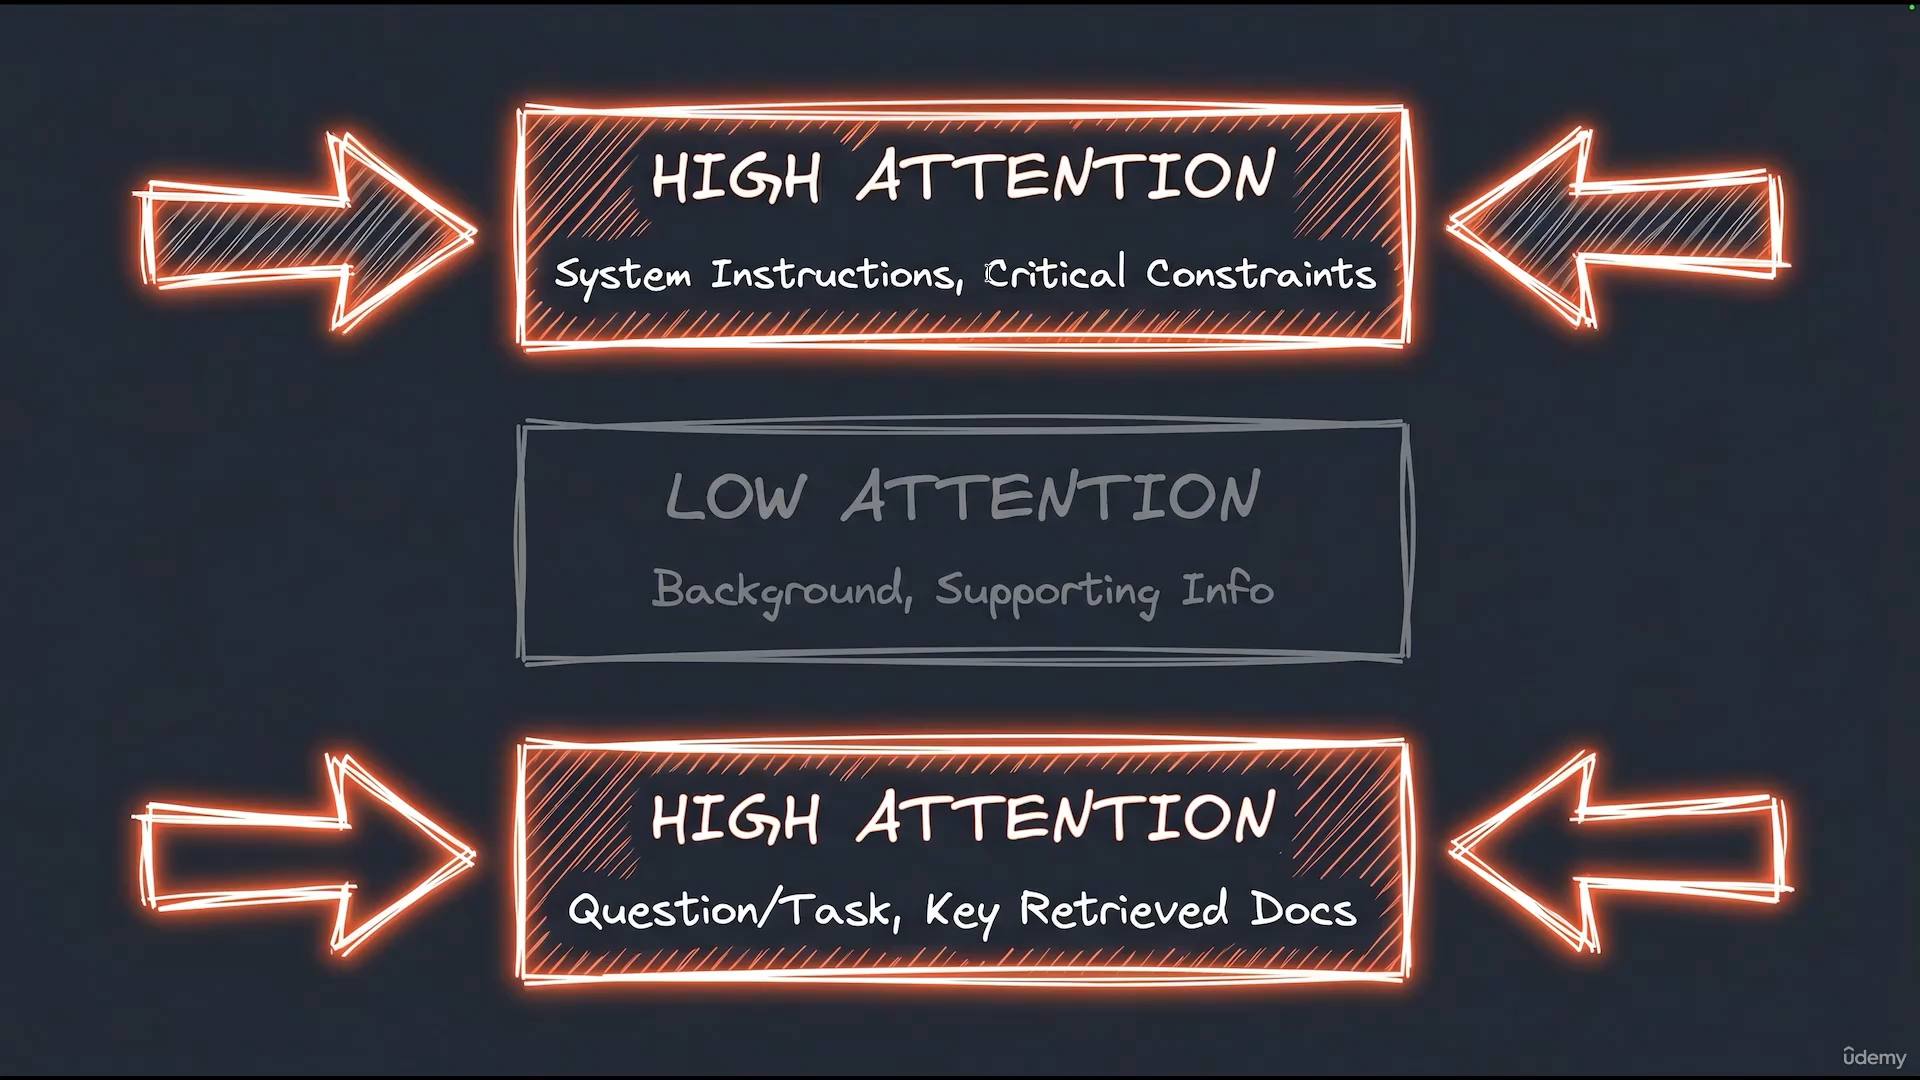 HIGH ATTENTION
System Instructions, Critical Constraints
LOW ATTENTION
Background, Supporting Info
HIGH ATTENTION
Question/Task, Key Retrieved Docs
ûdemy